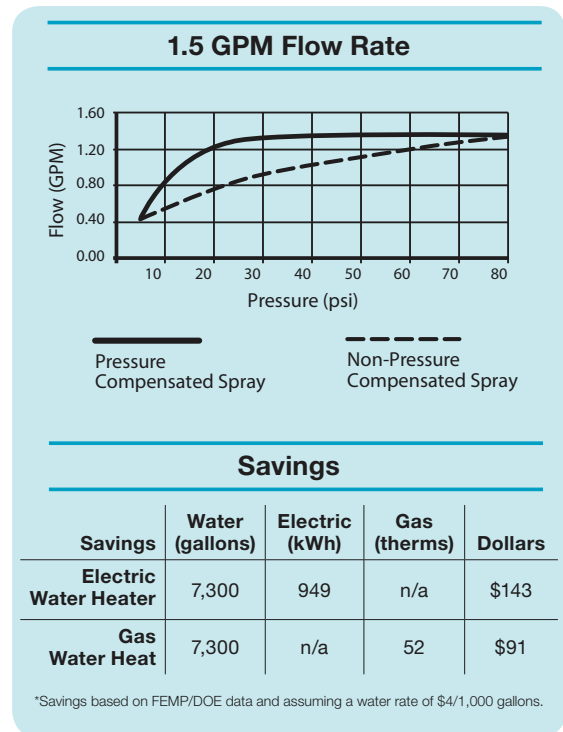 1.5 GPM Flow Rate
Flow (GPM)
1.60
1.20
0.80
0.40
0.00
10 20 30 40 50 60 70 80
Pressure (psi)
Pressure
Compensated Spray
Non-Pressure
Compensated Spray
Savings
Savings Water (gallons) Electric (kWh) Gas (therms) Dollars
Electric Water Heater 7,300 949 n/a $143
Gas Water Heat 7,300 n/a 52 $91
*Savings based on FEMP/DOE data and assuming a water rate of $4/1,000 gallons.